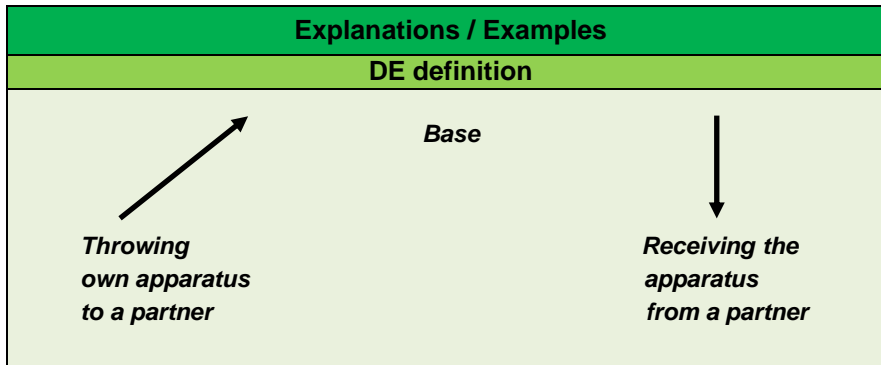 Explanations / Examples
DE definition
Base
Throwing
own apparatus
to a partner
Receiving the
apparatus
from a partner